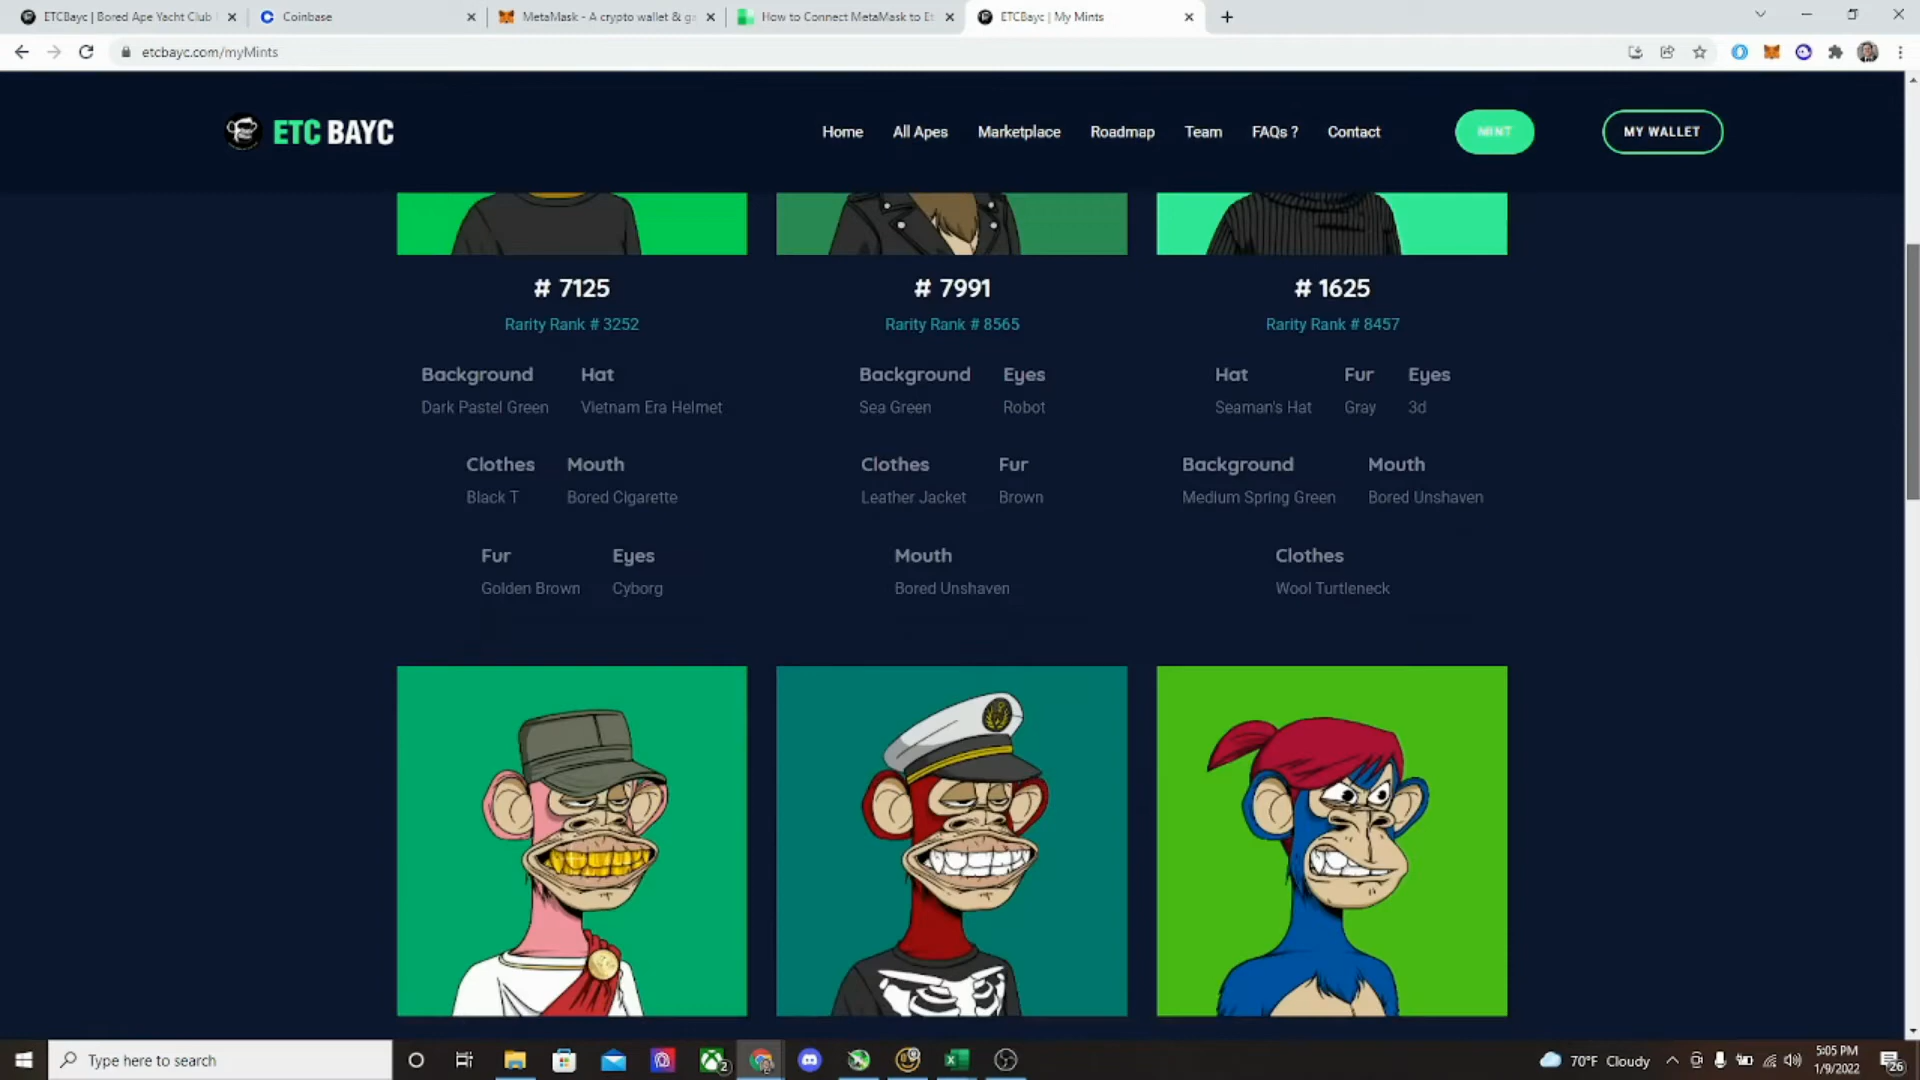 ETCBayc | Bored Ape Yacht Club
Coinbase
MetaMask - A crypto wallet & ga
How to Connect MetaMask to Et
ETCBayc | My Mints
etcbayc.com/myMints
ETC BAYC
Home
All Apes
Marketplace
Roadmap
Team
FAQs ?
Contact
MINT
MY WALLET
# 7125
# 7991
# 1625
Rarity Rank # 3252
Rarity Rank # 8565
Rarity Rank # 8457
Background Hat
Background Eyes
Hat Fur Eyes
Dark Pastel Green Vietnam Era Helmet
Sea Green Robot
Seaman's Hat Gray 3d
Clothes Mouth
Clothes Fur
Background Mouth
Black T Bored Cigarette
Leather Jacket Brown
Medium Spring Green Bored Unshaven
Fur Eyes
Mouth
Clothes
Golden Brown Cyborg
Bored Unshaven
Wool Turtleneck
Type here to search
2
70°F Cloudy
5:05 PM
1/9/2022
26